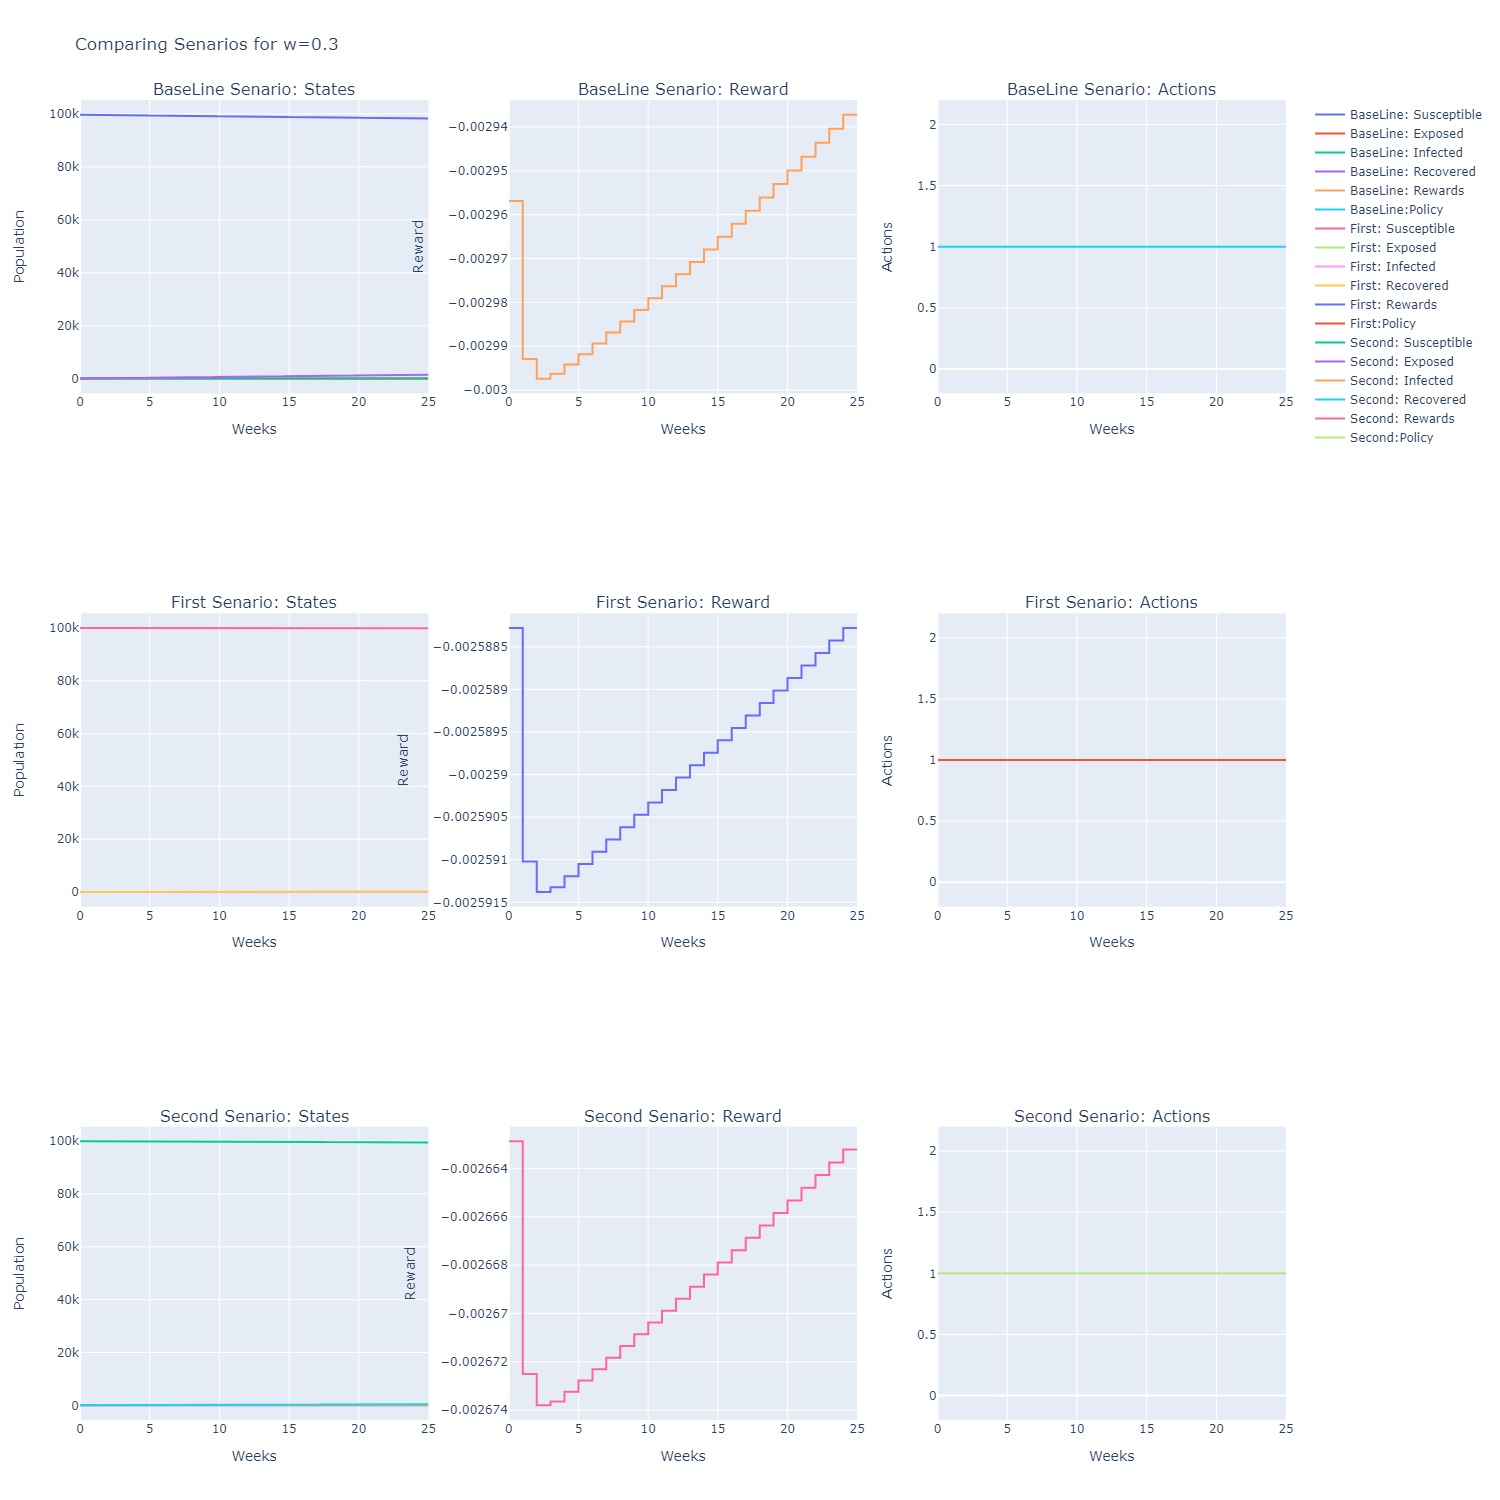 Comparing Senarios for w=0.3
BaseLine Senario: States
100k
80k
60k
40k
20k
0
0 5 10 15 20 25
Population
Weeks
BaseLine Senario: Reward
−0.00294
−0.00295
−0.00296
−0.00297
−0.00298
−0.00299
−0.003
0 5 10 15 20 25
Reward
Weeks
BaseLine Senario: Actions
2
1.5
1
0.5
0
0 5 10 15 20 25
Actions
Weeks
BaseLine: Susceptible
BaseLine: Exposed
BaseLine: Infected
BaseLine: Recovered
BaseLine: Rewards
BaseLine:Policy
First: Susceptible
First: Exposed
First: Infected
First: Recovered
First: Rewards
First:Policy
Second: Susceptible
Second: Exposed
Second: Infected
Second: Recovered
Second: Rewards
Second:Policy
First Senario: States
100k
80k
60k
40k
20k
0
0 5 10 15 20 25
Population
Weeks
First Senario: Reward
−0.0025885
−0.002589
−0.0025895
−0.00259
−0.0025905
−0.002591
−0.0025915
0 5 10 15 20 25
Reward
Weeks
First Senario: Actions
2
1.5
1
0.5
0
0 5 10 15 20 25
Actions
Weeks
Second Senario: States
100k
80k
60k
40k
20k
0
0 5 10 15 20 25
Population
Weeks
Second Senario: Reward
−0.002664
−0.002666
−0.002668
−0.00267
−0.002672
−0.002674
0 5 10 15 20 25
Reward
Weeks
Second Senario: Actions
2
1.5
1
0.5
0
0 5 10 15 20 25
Actions
Weeks